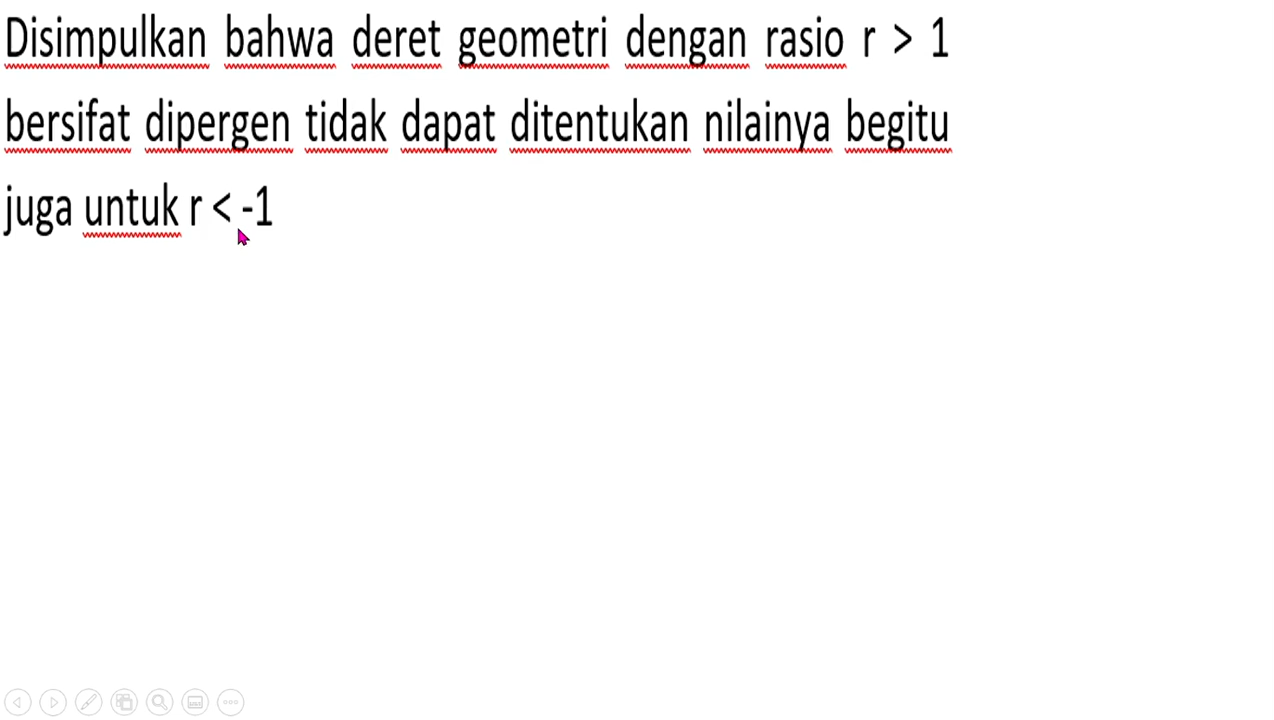 Disimpulkan bahwa deret geometri dengan rasio r > 1
bersifat dipergen tidak dapat ditentukan nilainya begitu
juga untuk r < -1